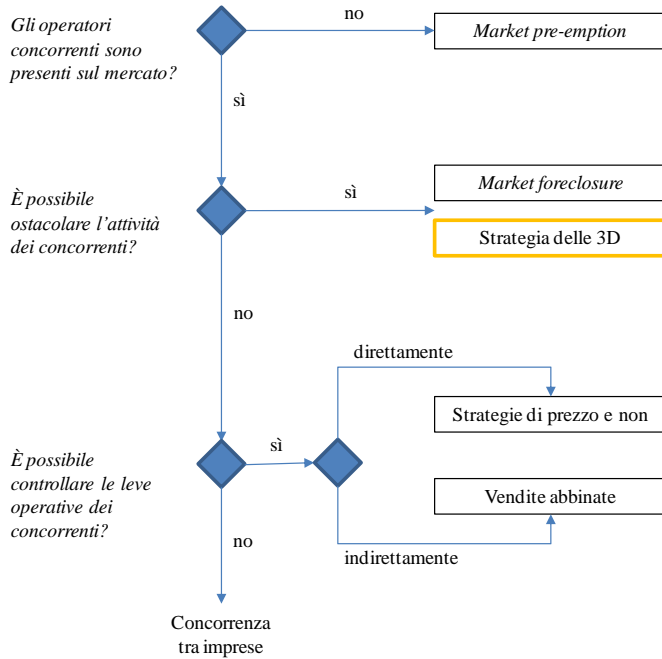 Gli operatori
concorrenti sono
presenti sul mercato?
no
Market pre-emption
sì
È possibile
ostacolare l'attività
dei concorrenti?
sì
Market foreclosure
Strategia delle 3D
no
direttamente
Strategie di prezzo e non
È possibile
controllare le leve
operative dei
concorrenti?
sì
Vendite abbinate
no
indirettamente
Concorrenza
tra imprese